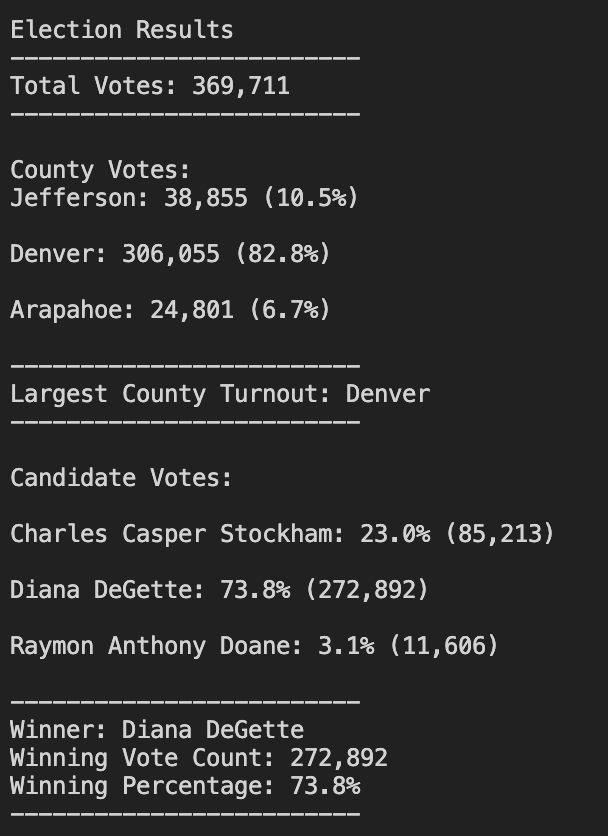 Election Results
-------------------------
Total Votes: 369,711
-------------------------
County Votes:
Jefferson: 38,855 (10.5%)
Denver: 306,055 (82.8%)
Arapahoe: 24,801 (6.7%)
-------------------------
Largest County Turnout: Denver
-------------------------
Candidate Votes:
Charles Casper Stockham: 23.0% (85,213)
Diana DeGette: 73.8% (272,892)
Raymon Anthony Doane: 3.1% (11,606)
-------------------------
Winner: Diana DeGette
Winning Vote Count: 272,892
Winning Percentage: 73.8%
-------------------------